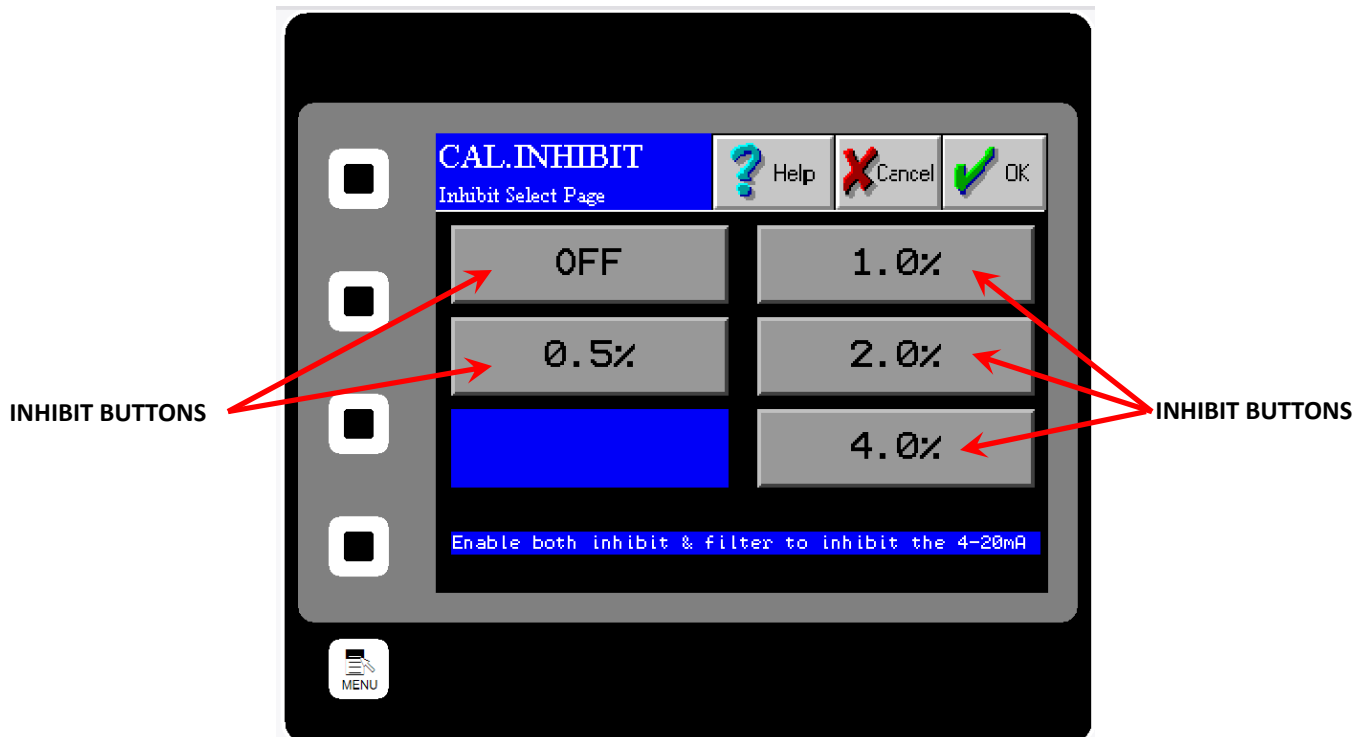 CAL.INHIBIT
Inhibit Select Page
Help
Cancel
OK
OFF
1.0%
0.5%
2.0%
4.0%
INHIBIT BUTTONS
INHIBIT BUTTONS
Enable both inhibit & filter to inhibit the 4-20mA
MENU